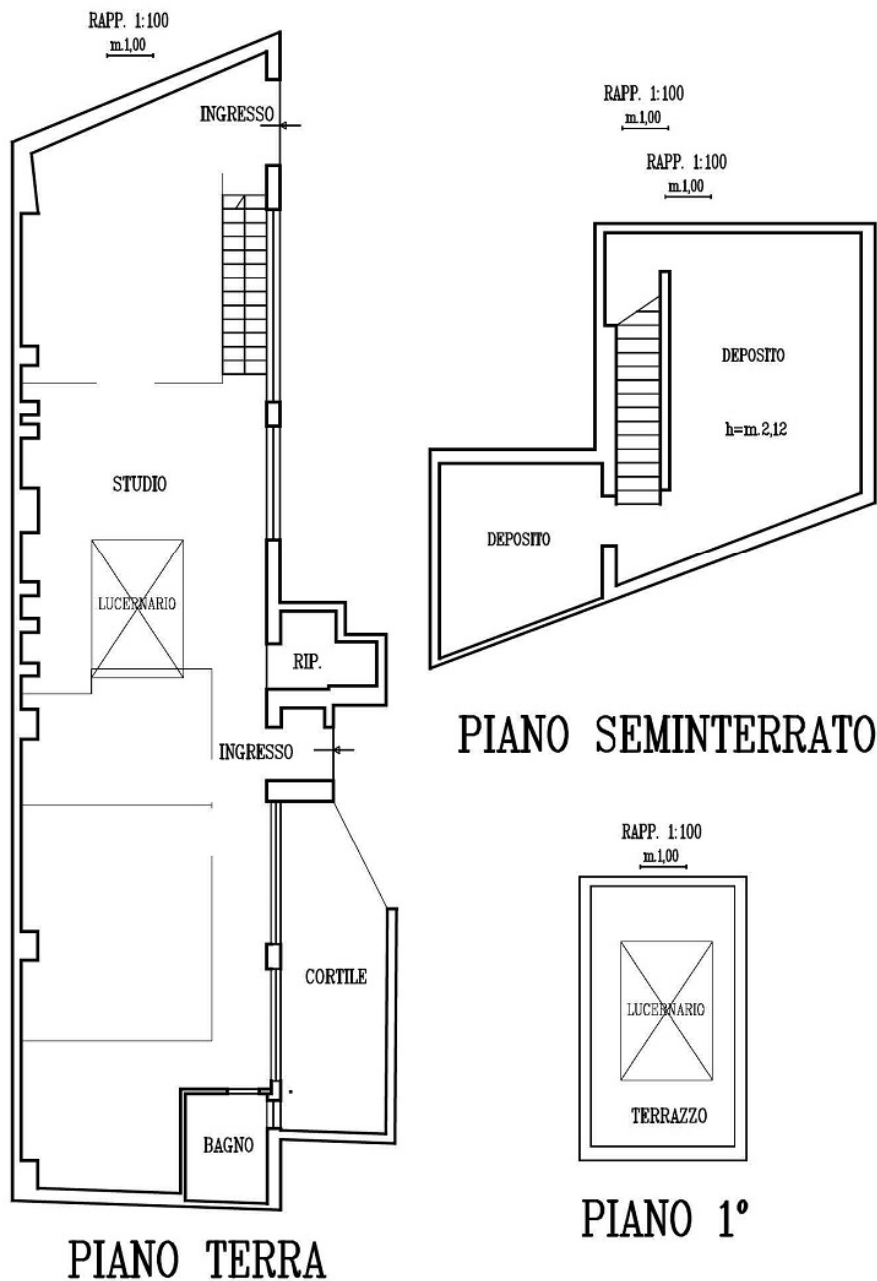 RAPP. 1:100
m.1,00
INGRESSO
STUDIO
LUCERNARIO
RIP.
INGRESSO
CORTILE
BAGNO
PIANO TERRA
RAPP. 1:100
m.1,00
RAPP. 1:100
m.1,00
DEPOSITO
h=m.2,12
DEPOSITO
PIANO SEMINTERRATO
RAPP. 1:100
m.1,00
LUCERNARIO
TERRAZZO
PIANO 1°